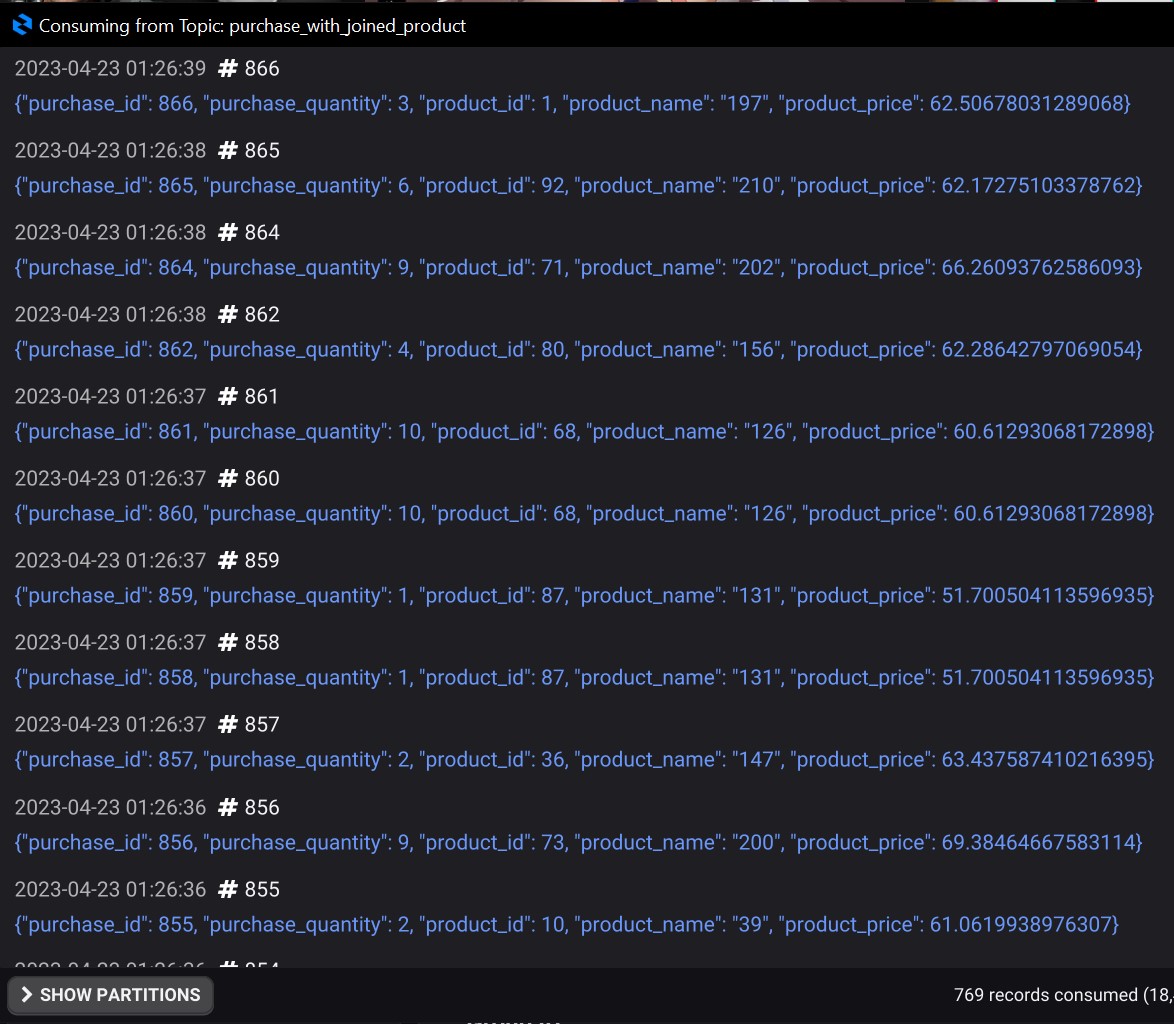 Consuming from Topic: purchase_with_joined_product
2023-04-23 01:26:39 # 866
{"purchase_id": 866, "purchase_quantity": 3, "product_id": 1, "product_name": "197", "product_price": 62.50678031289068}
2023-04-23 01:26:38 # 865
{"purchase_id": 865, "purchase_quantity": 6, "product_id": 92, "product_name": "210", "product_price": 62.17275103378762}
2023-04-23 01:26:38 # 864
{"purchase_id": 864, "purchase_quantity": 9, "product_id": 71, "product_name": "202", "product_price": 66.26093762586093}
2023-04-23 01:26:38 # 862
{"purchase_id": 862, "purchase_quantity": 4, "product_id": 80, "product_name": "156", "product_price": 62.28642797069054}
2023-04-23 01:26:37 # 861
{"purchase_id": 861, "purchase_quantity": 10, "product_id": 68, "product_name": "126", "product_price": 60.61293068172898}
2023-04-23 01:26:37 # 860
{"purchase_id": 860, "purchase_quantity": 10, "product_id": 68, "product_name": "126", "product_price": 60.61293068172898}
2023-04-23 01:26:37 # 859
{"purchase_id": 859, "purchase_quantity": 1, "product_id": 87, "product_name": "131", "product_price": 51.700504113596935}
2023-04-23 01:26:37 # 858
{"purchase_id": 858, "purchase_quantity": 1, "product_id": 87, "product_name": "131", "product_price": 51.700504113596935}
2023-04-23 01:26:37 # 857
{"purchase_id": 857, "purchase_quantity": 2, "product_id": 36, "product_name": "147", "product_price": 63.437587410216395}
2023-04-23 01:26:36 # 856
{"purchase_id": 856, "purchase_quantity": 9, "product_id": 73, "product_name": "200", "product_price": 69.38464667583114}
2023-04-23 01:26:36 # 855
{"purchase_id": 855, "purchase_quantity": 2, "product_id": 10, "product_name": "39", "product_price": 61.0619938976307}
2023-04-23 01:26:36 # 854
SHOW PARTITIONS
769 records consumed (18,